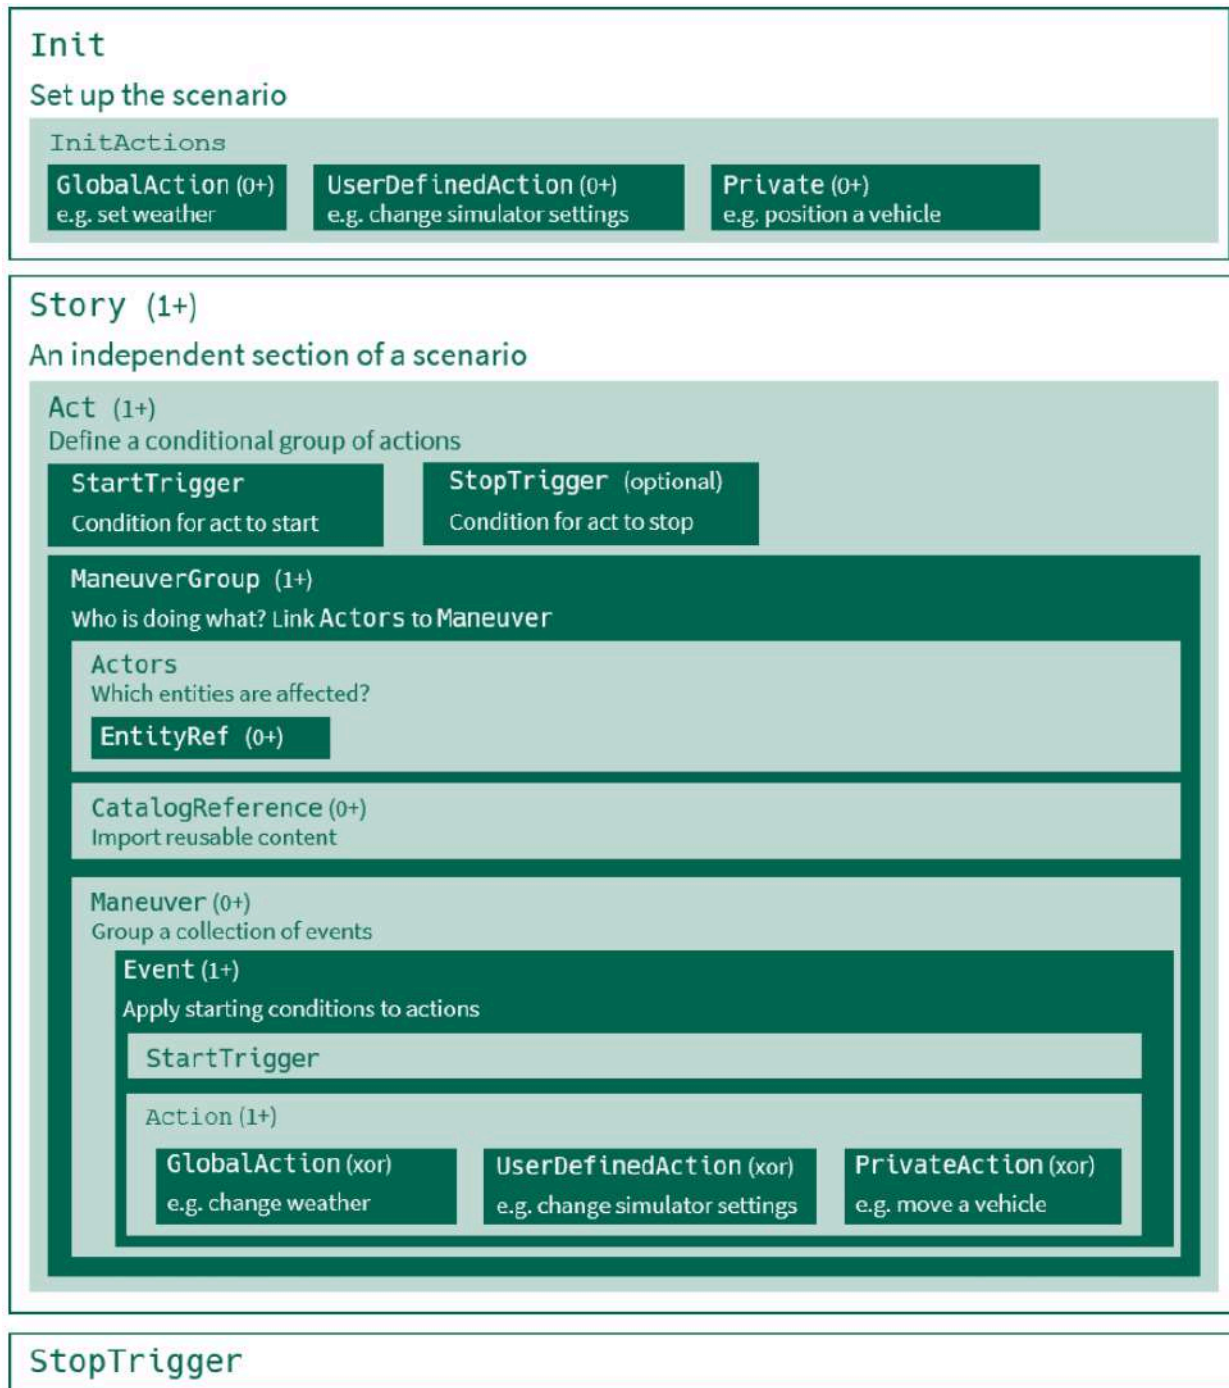 Init
Set up the scenario
InitActions
GlobalAction (0+)
e.g. set weather
UserDefinedAction (0+)
e.g. change simulator settings
Private (0+)
e.g. position a vehicle
Story (1+)
An independent section of a scenario
Act (1+)
Define a conditional group of actions
StartTrigger
Condition for act to start
StopTrigger (optional)
Condition for act to stop
ManeuverGroup (1+)
Who is doing what? Link Actors to Maneuver
Actors
Which entities are affected?
EntityRef (0+)
CatalogReference (0+)
Import reusable content
Maneuver (0+)
Group a collection of events
Event (1+)
Apply starting conditions to actions
StartTrigger
Action (1+)
GlobalAction (xor)
e.g. change weather
UserDefinedAction (xor)
e.g. change simulator settings
PrivateAction (xor)
e.g. move a vehicle
StopTrigger